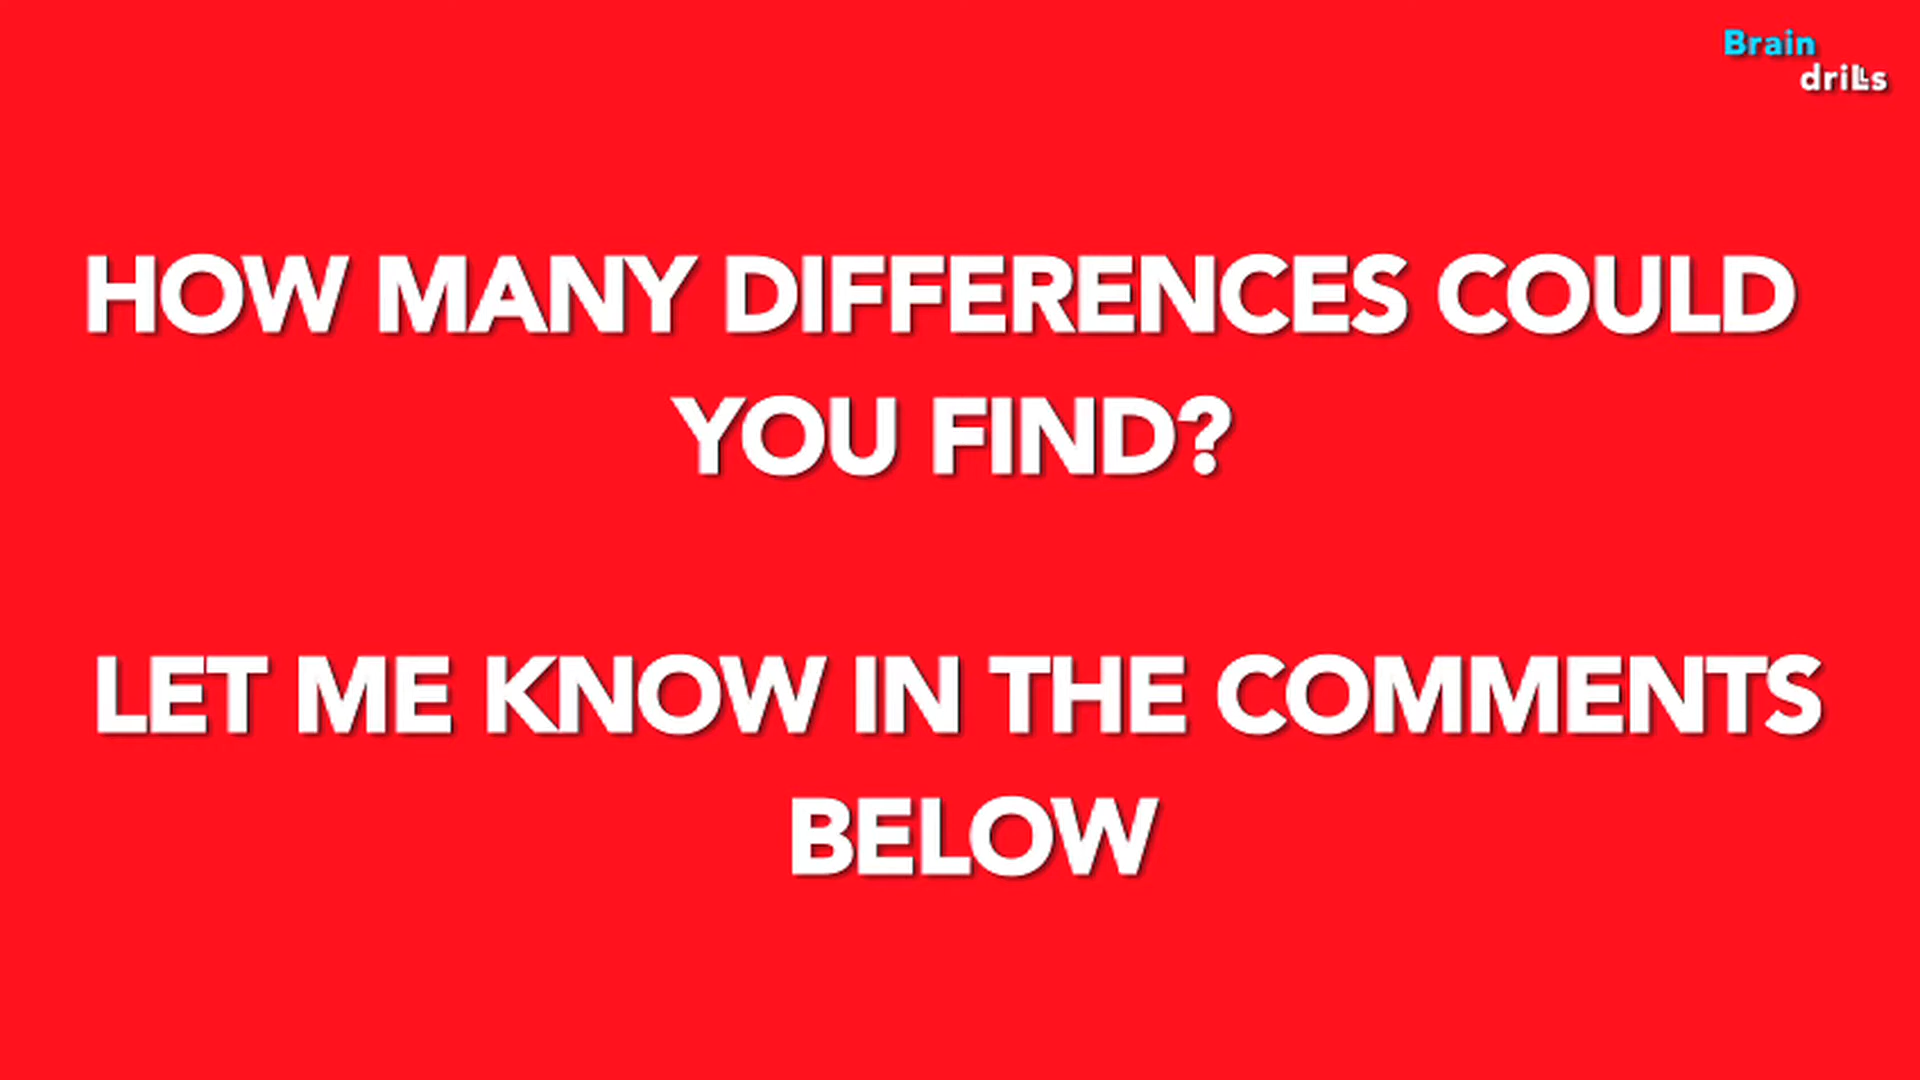 Brain
drills
HOW MANY DIFFERENCES COULD
YOU FIND?
LET ME KNOW IN THE COMMENTS
BELOW